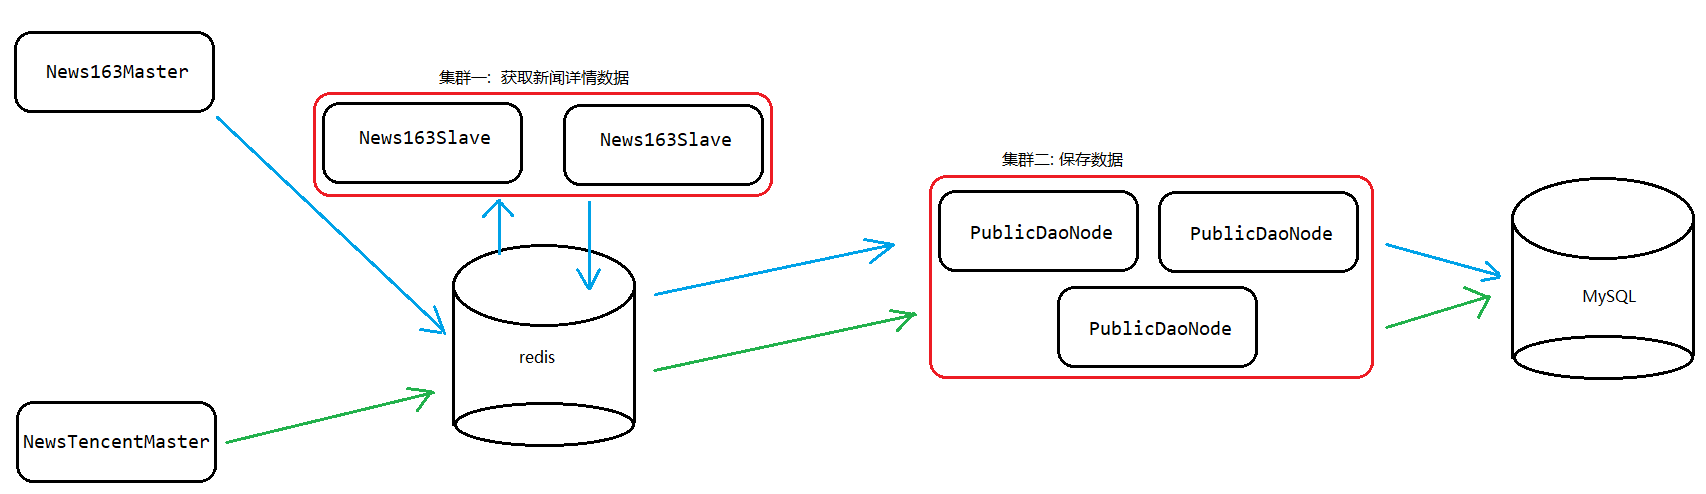 News163Master
集群一：获取新闻详情数据
News163Slave
News163Slave
集群二: 保存数据
PublicDaoNode
PublicDaoNode
PublicDaoNode
MySQL
redis
NewsTencentMaster